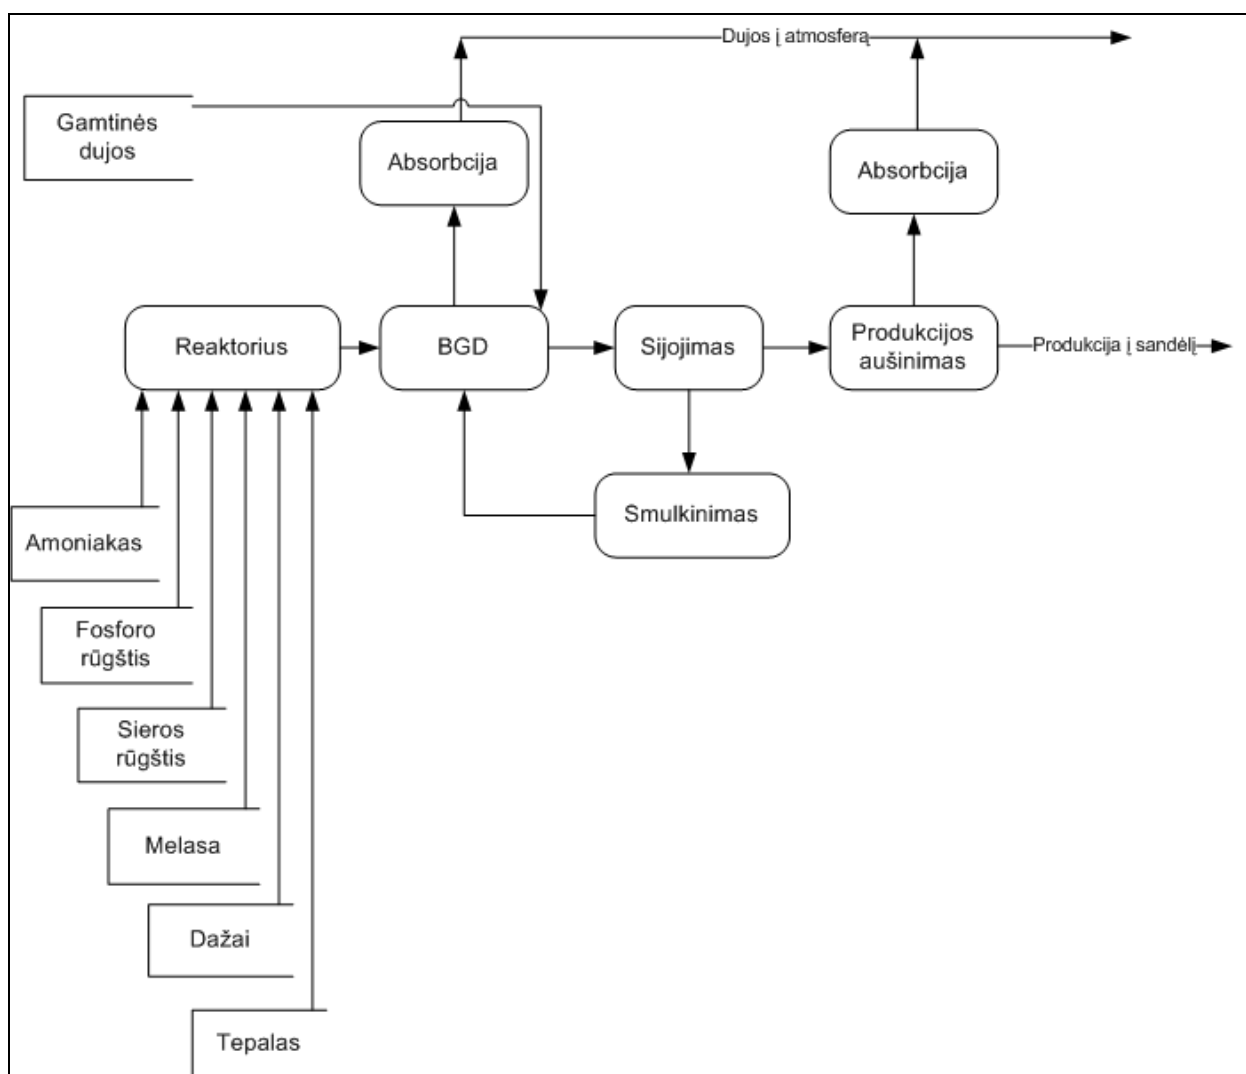 Dujos į atmosferą
Gamtinės
dujos
Absorbcija
Absorbcija
Reaktorius
BGD
Sijojimas
Produkcijos
aušinimas
Produkcija į sandėlį
Smulkinimas
Amoniakas
Fosforo
rūgštis
Sieros
rūgštis
Melasa
Dažai
Tepalas